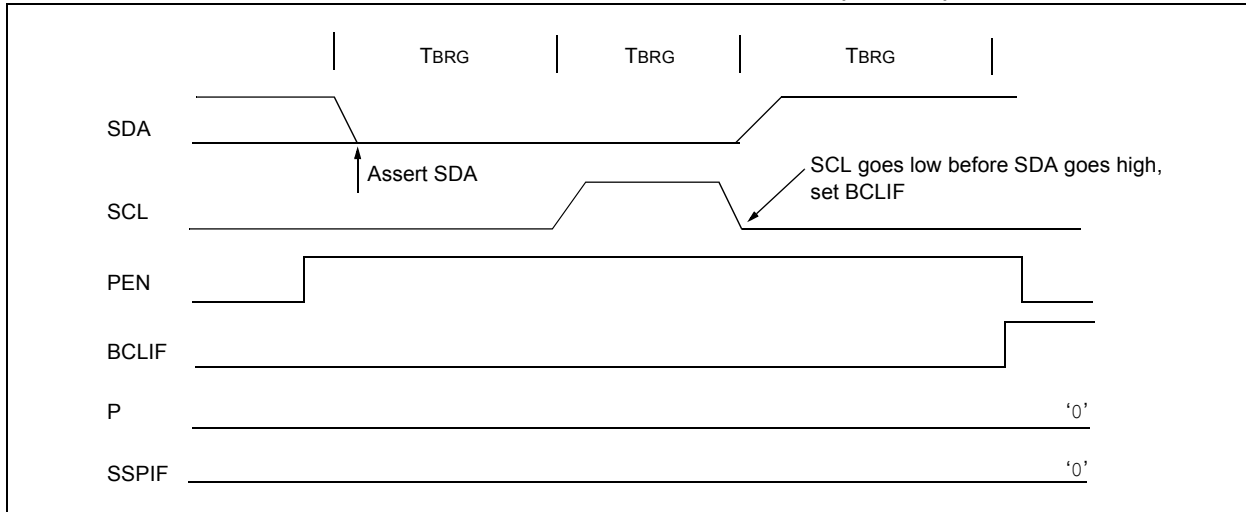 TBRG TBRG TBRG
SDA
Assert SDA
SCL goes low before SDA goes high,
set BCLIF
SCL
PEN
BCLIF
P '0'
SSPIF '0'